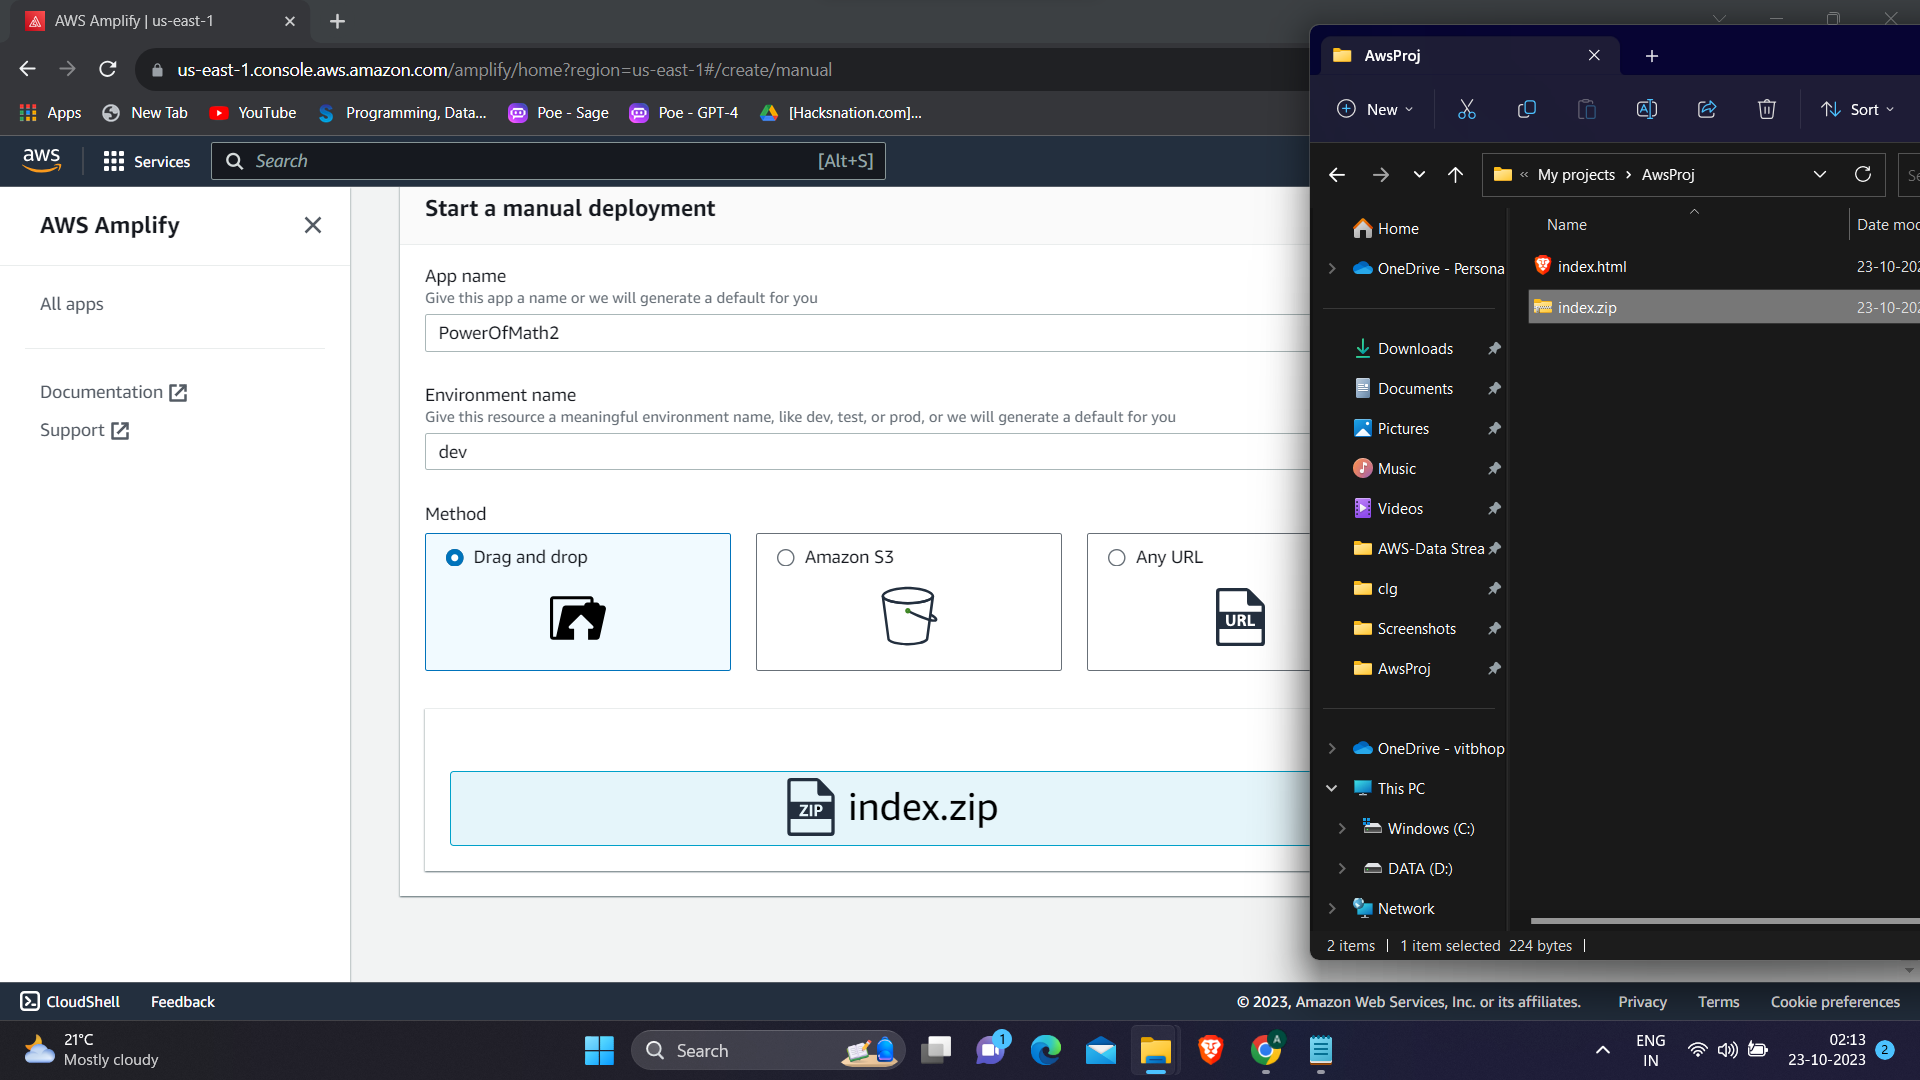 AWS Amplify | us-east-1
us-east-1.console.aws.amazon.com/amplify/home?region=us-east-1#/create/manual
Apps
New Tab
YouTube
Programming, Data...
Poe - Sage
Poe - GPT-4
[Hacksnation.com]...
aws
Services
Search
[Alt+S]
AWS Amplify
All apps
Documentation
Support
Start a manual deployment
App name
Give this app a name or we will generate a default for you
PowerOfMath2
Environment name
Give this resource a meaningful environment name, like dev, test, or prod, or we will generate a default for you
dev
Method
Drag and drop
Amazon S3
Any URL
URL
ZIP
index.zip
AwsProj
New
Sort
« My projects > AwsProj
Se
Name
Date mod
index.html
23-10-202
index.zip
23-10-202
Home
OneDrive - Persona
Downloads
Documents
Pictures
Music
Videos
AWS-Data Strea
clg
Screenshots
AwsProj
OneDrive - vitbhop
This PC
Windows (C:)
DATA (D:)
Network
2 items
1 item selected 224 bytes
CloudShell
Feedback
© 2023, Amazon Web Services, Inc. or its affiliates.
Privacy
Terms
Cookie preferences
21°C
Mostly cloudy
Search
1
A
ENG
IN
02:13
23-10-2023
2